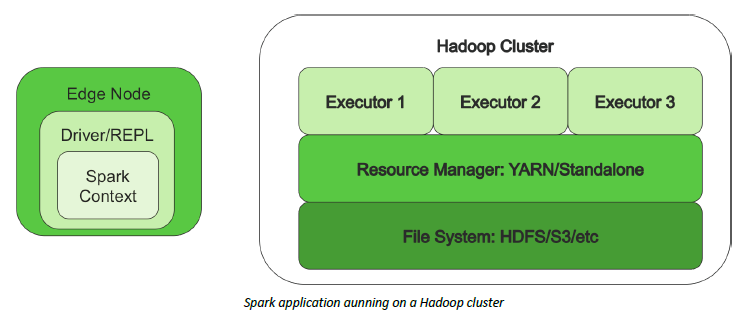 Edge Node
Driver/REPL
Spark
Context
Hadoop Cluster
Executor 1
Executor 2
Executor 3
Resource Manager: YARN/Standalone
File System: HDFS/S3/etc
Spark application aunning on a Hadoop cluster